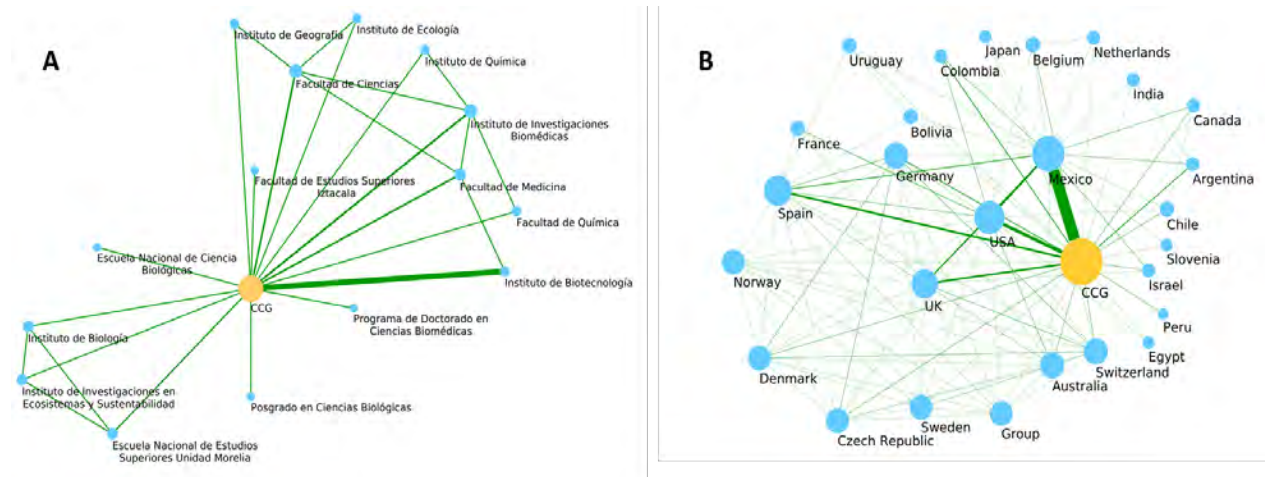 A
Instituto de Geografía
Instituto de Ecología
Instituto de Química
Facultad de Ciencias
Instituto de Investigaciones
Biomédicas
Facultad de Estudios Superiores
Iztacala
Facultad de Medicina
Facultad de Química
Escuela Nacional de Ciencia
Biológicas
Instituto de Biotecnología
CCG
Programa de Doctorado en
Ciencias Biomédicas
Instituto de Biología
Instituto de Investigaciones en
Ecosistemas y Sustentabilidad
Posgrado en Ciencias Biológicas
Escuela Nacional de Estudios
Superiores Unidad Morelia
B
Uruguay
Colombia
Japan
Belgium
Netherlands
India
Canada
Bolivia
France
Germany
Mexico
Argentina
Spain
USA
Chile
Slovenia
Norway
UK
CCG
Israel
Peru
Egypt
Denmark
Switzerland
Australia
Czech Republic
Sweden
Group